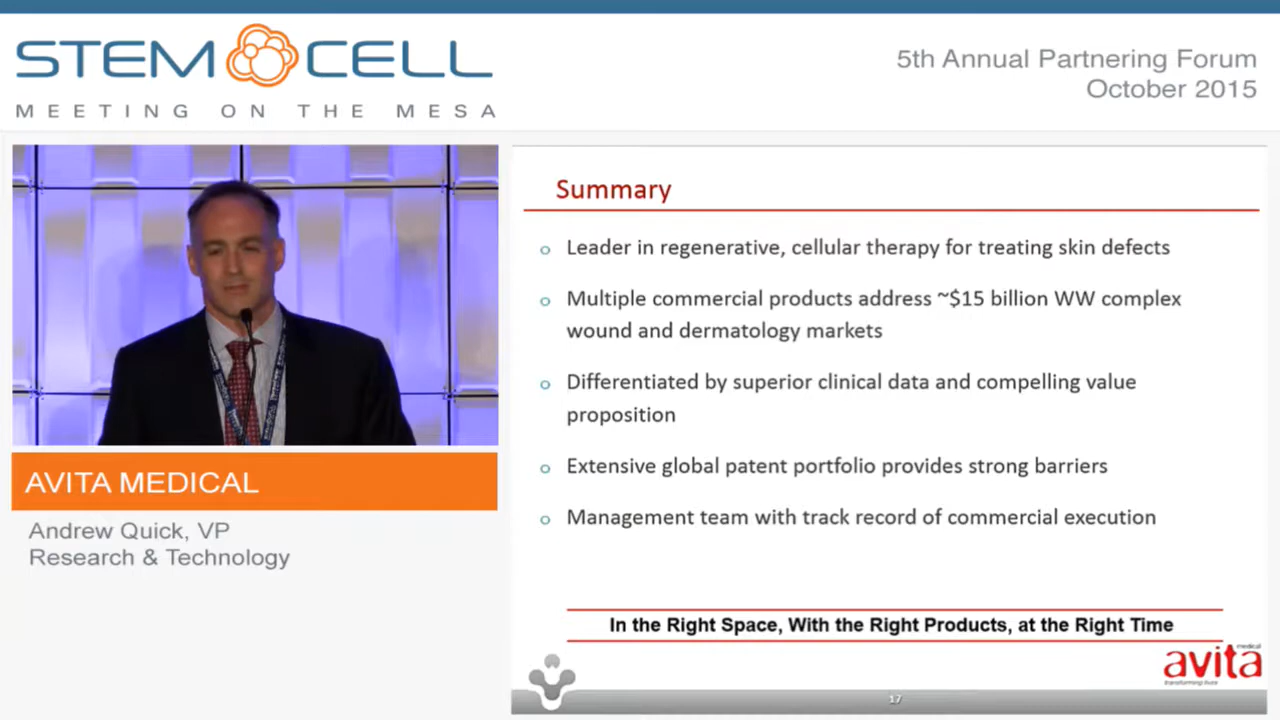 STEM CELL
MEETING ON THE MESA
5th Annual Partnering Forum
October 2015
Summary
o Leader in regenerative, cellular therapy for treating skin defects
o Multiple commercial products address ~$15 billion WW complex
wound and dermatology markets
o Differentiated by superior clinical data and compelling value
proposition
o Extensive global patent portfolio provides strong barriers
o Management team with track record of commercial execution
In the Right Space, With the Right Products, at the Right Time
medical
avita
transforming lives
17
AVITA MEDICAL
Andrew Quick, VP
Research & Technology